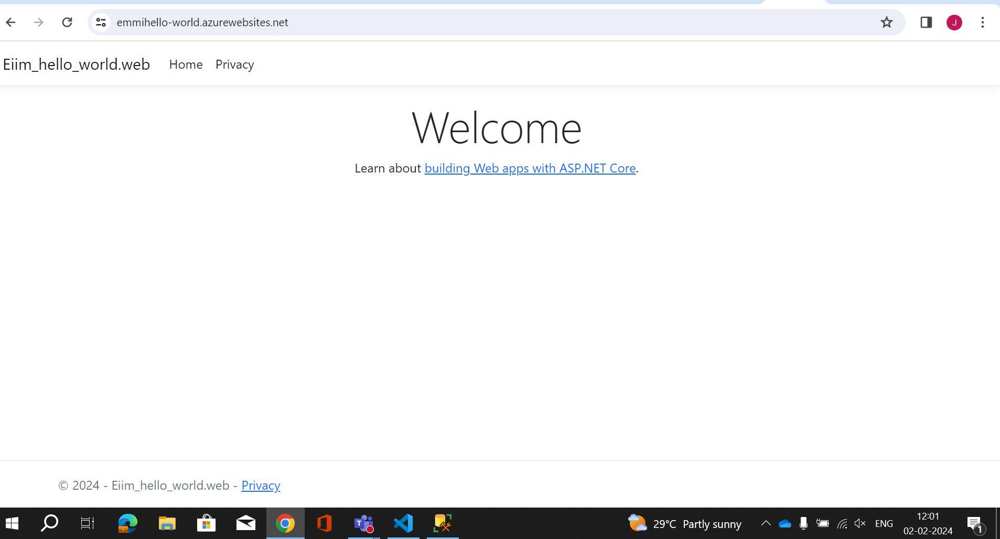 emmihello-world.azurewebsites.net
J
Eiim_hello_world.web Home Privacy
Welcome
Learn about building Web apps with ASP.NET Core.
© 2024 - Eiim_hello_world.web - Privacy
29°C Partly sunny
ENG
12:01
02-02-2024
1